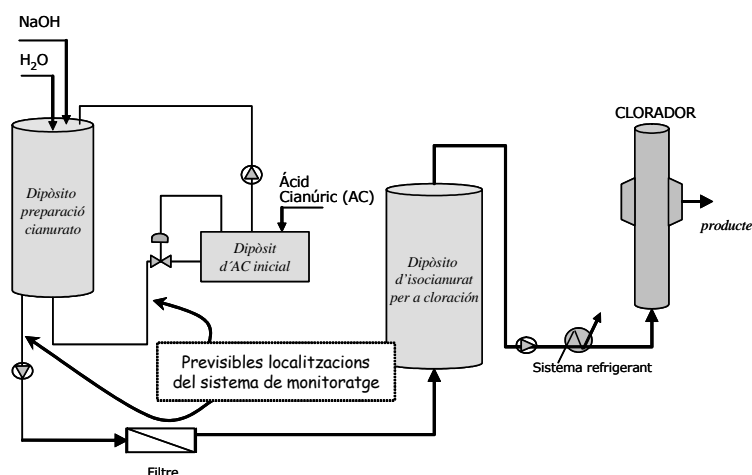 NaOH
H2O
Dipòsito
preparació
cianurato
Ácid
Cianúric (AC)
Dipòsit
d´AC inicial
Previsibles localitzacions
del sistema de monitoratge
Filtre
Dipòsito
d’isocianurat
per a cloración
CLORADOR
producte
Sistema refrigerant